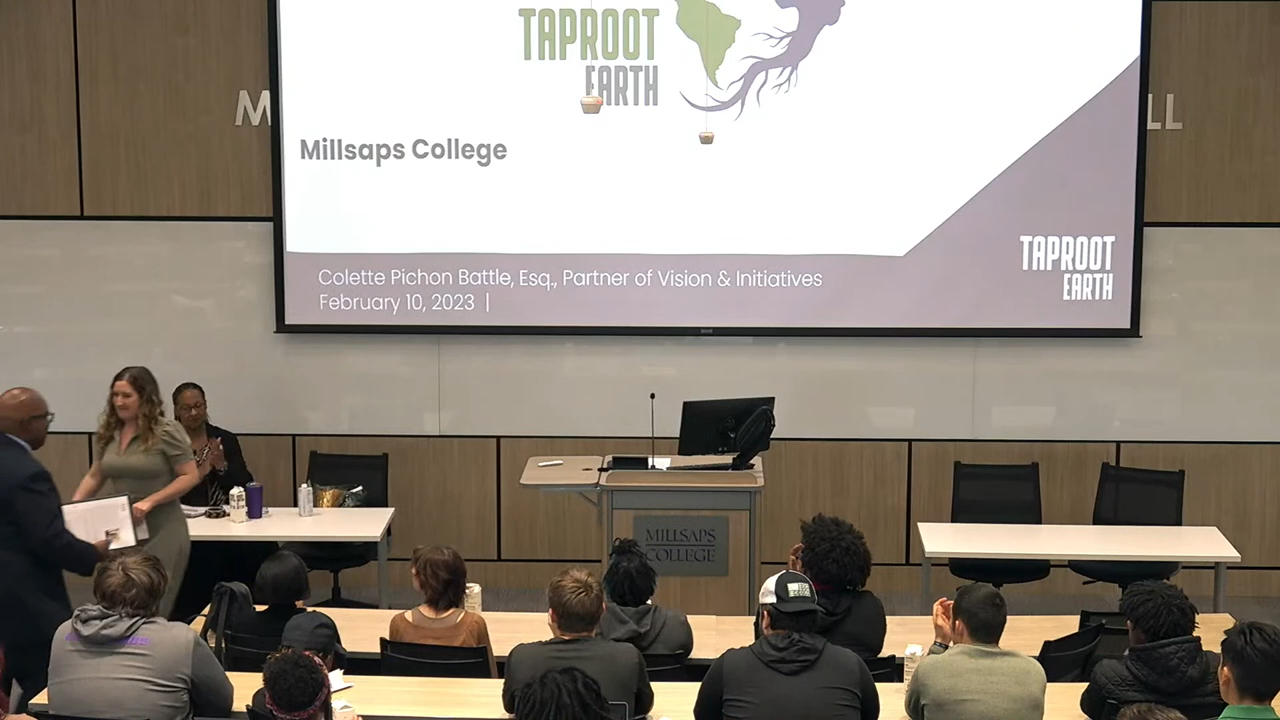 TAPROOT
EARTH
M
LL
Millsaps College
TAPROOT
EARTH
Colette Pichon Battle, Esq., Partner of Vision & Initiatives
February 10, 2023 |
MILLSAPS
COLLEGE